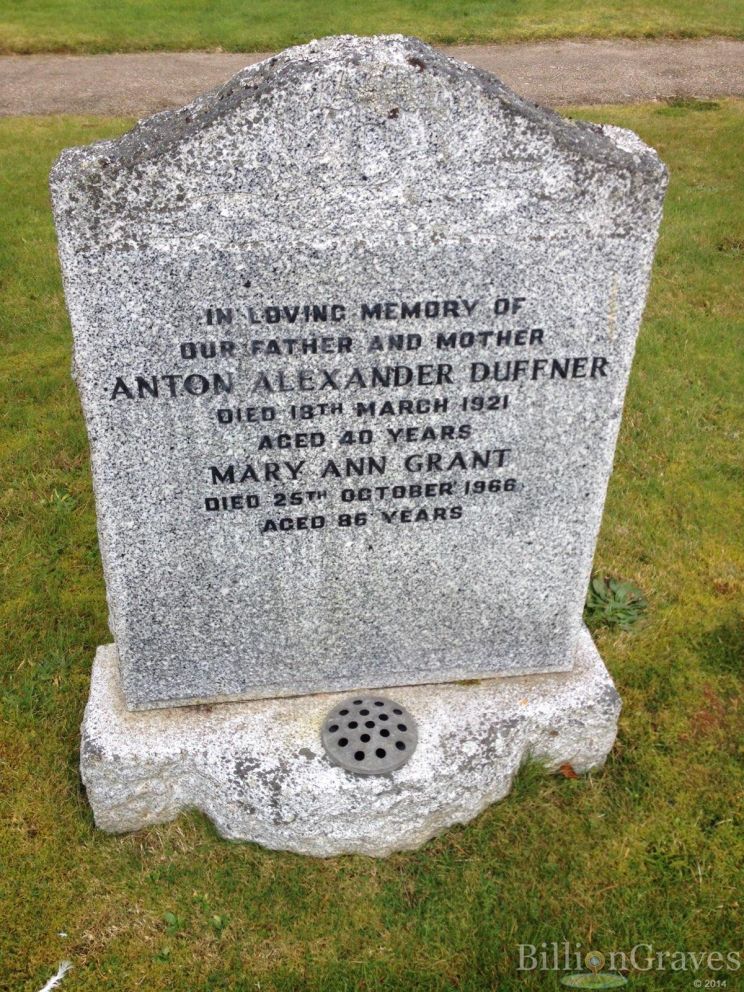 IN LOVING MEMORY OF
OUR FATHER AND MOTHER
ANTON ALEXANDER DUFFNER
DIED 18TH MARCH 1921
AGED 40 YEARS
MARY ANN GRANT
DIED 25TH OCTOBER 1966
AGED 86 YEARS
BillionGraves
© 2014